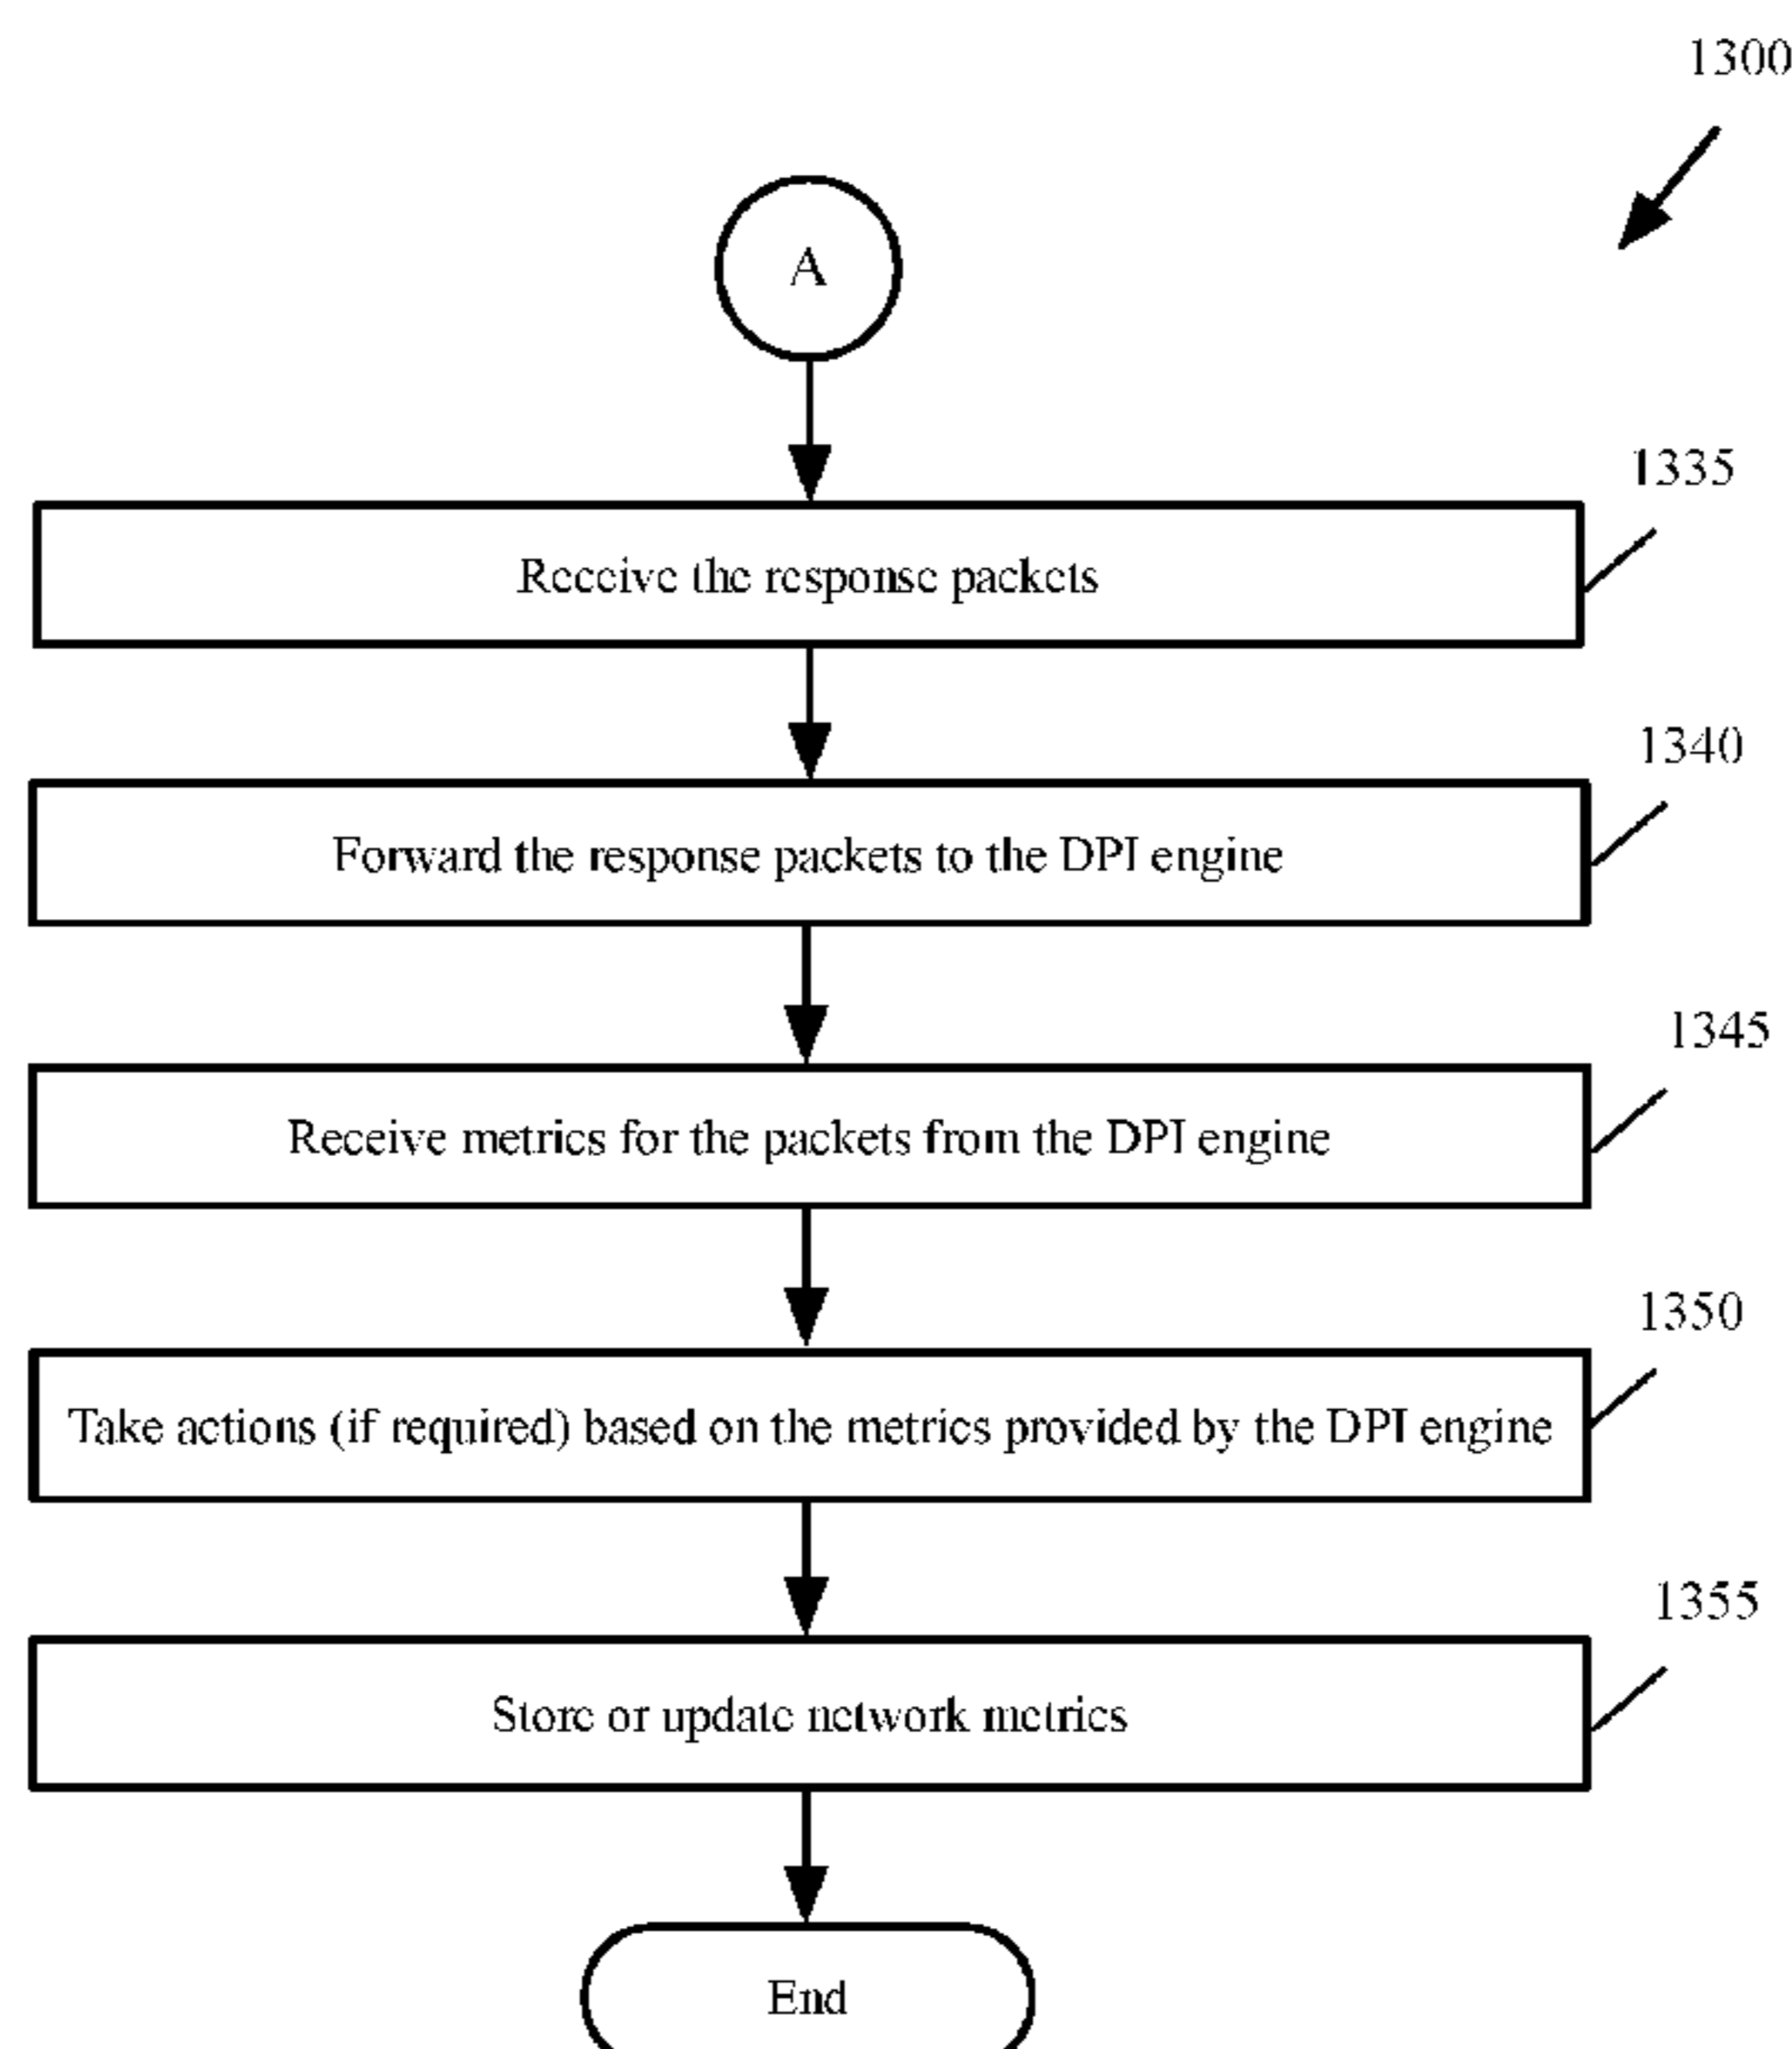 1300
A
1335
Receive the response packets
1340
Forward the response packets to the DPI engine
1345
Receive metrics for the packets from the DPI engine
1350
Take actions (if required) based on the metrics provided by the DPI engine
1355
Store or update network metrics
End